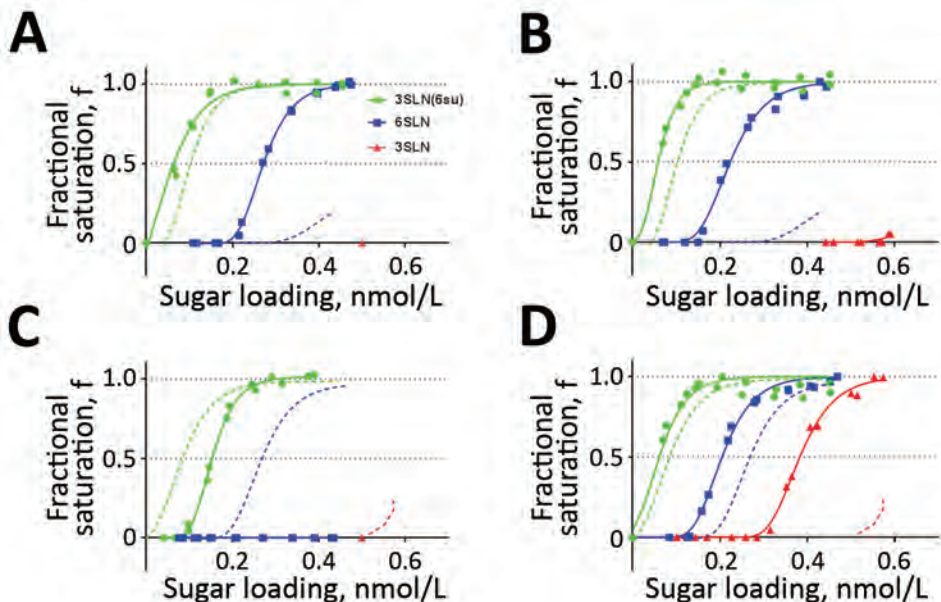 A
Fractional
saturation, f
1.0
0.5
0
0.2
0.4
0.6
Sugar loading, nmol/L
3SLN(6su)
6SLN
3SLN
B
Fractional
saturation, f
1.0
0.5
0
0.2
0.4
0.6
Sugar loading, nmol/L
C
Fractional
saturation, f
1.0
0.5
0
0.2
0.4
0.6
Sugar loading, nmol/L
D
Fractional
saturation, f
1.0
0.5
0
0.2
0.4
0.6
Sugar loading, nmol/L